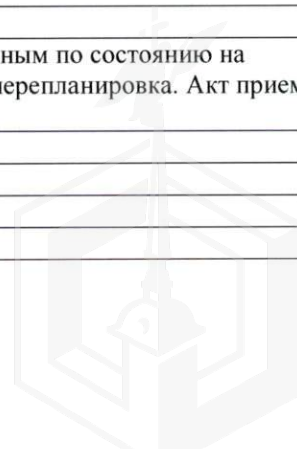 ным по состоянию на
перепланировка. Акт прием